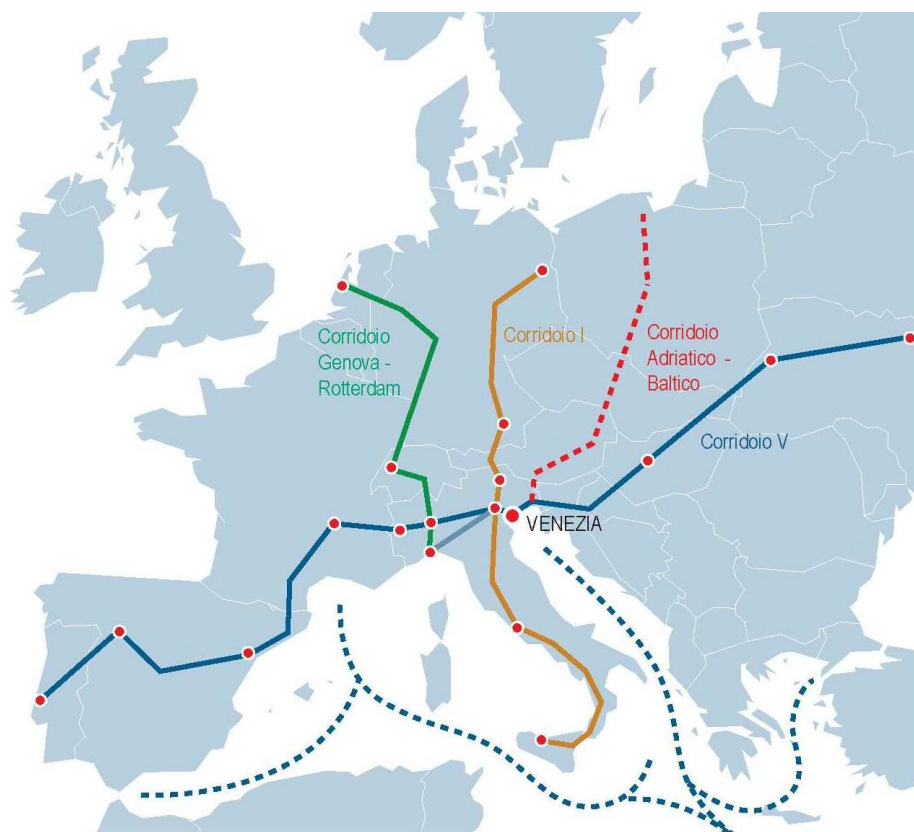 Corridoio
Genova -
Rotterdam
Corridoio I
Corridoio
Adriatico -
Baltico
Corridoio V
VENEZIA